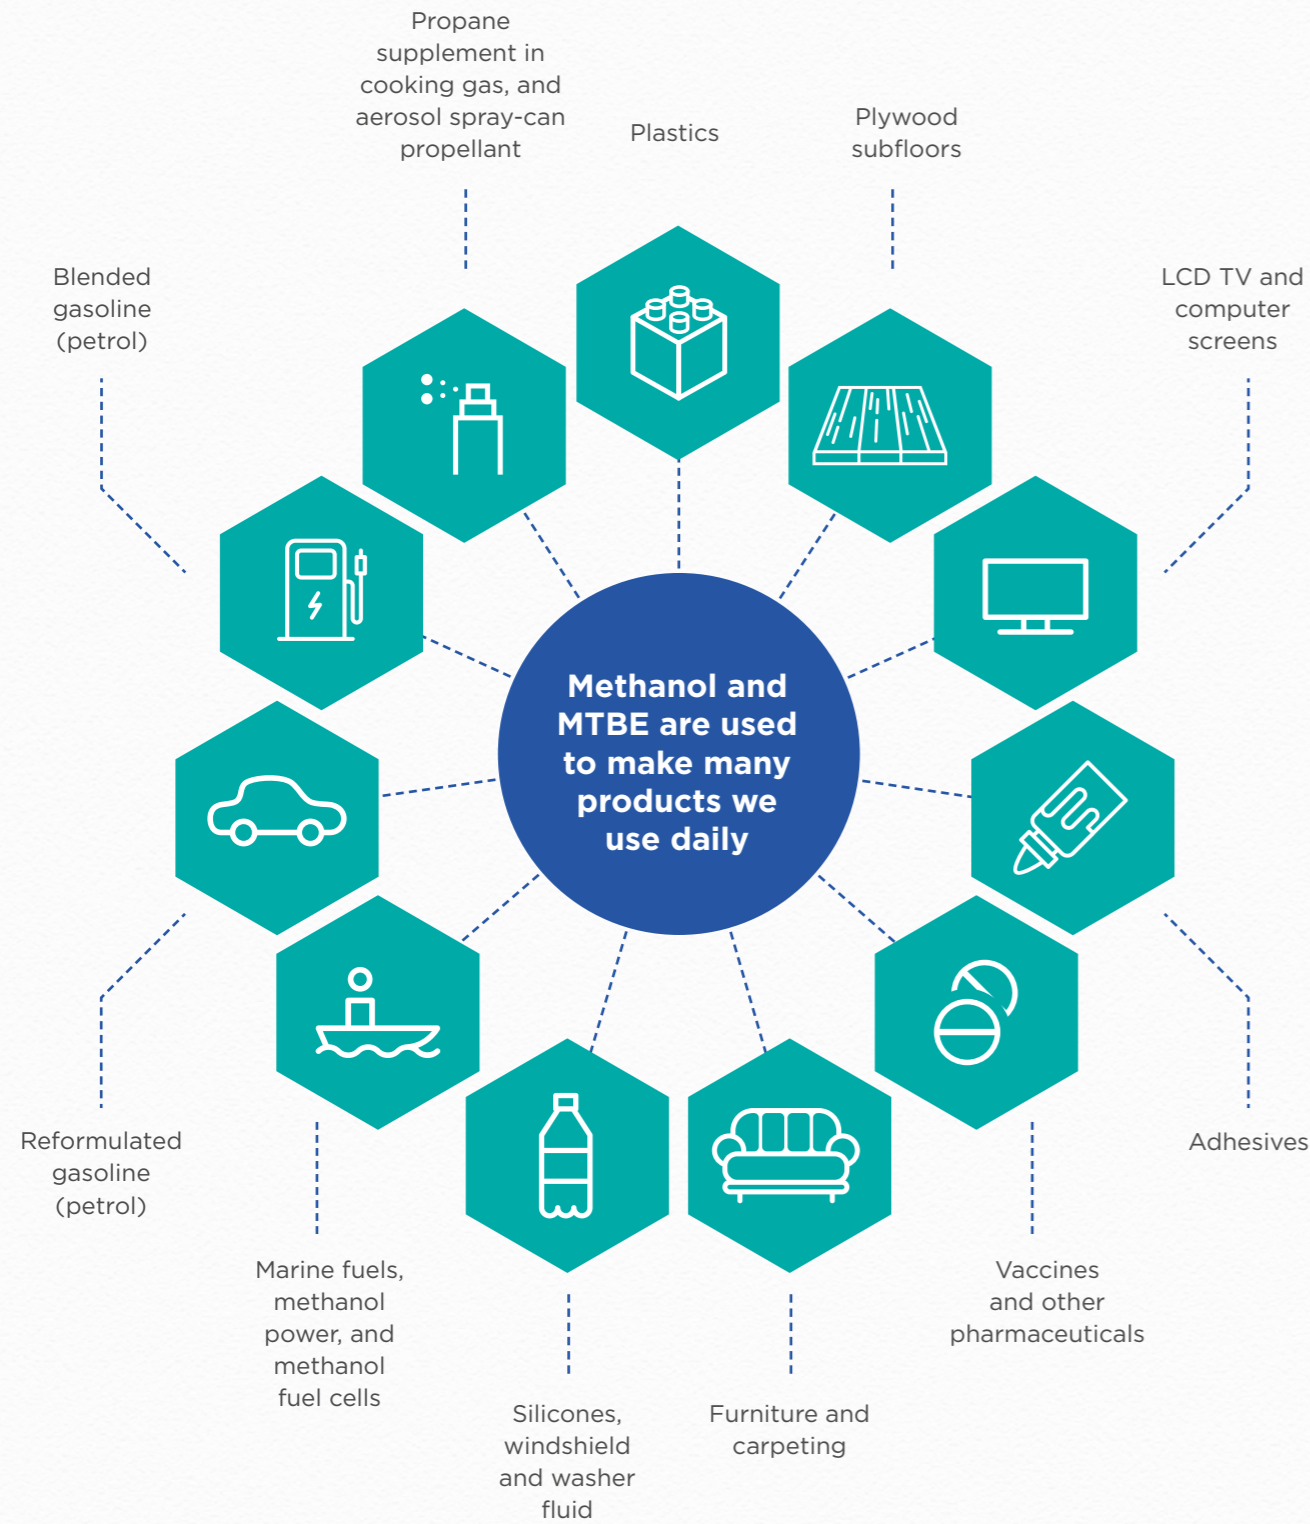 Propane
supplement in
cooking gas, and
aerosol spray-can
propellant
Plastics
Plywood
subfloors
Blended
gasoline
(petrol)
LCD TV and
computer
screens
Methanol and
MTBE are used
to make many
products we
use daily
Reformulated
gasoline
(petrol)
Adhesives
Marine fuels,
methanol
power, and
methanol
fuel cells
Vaccines
and other
pharmaceuticals
Silicones,
windshield
and washer
fluid
Furniture and
carpeting